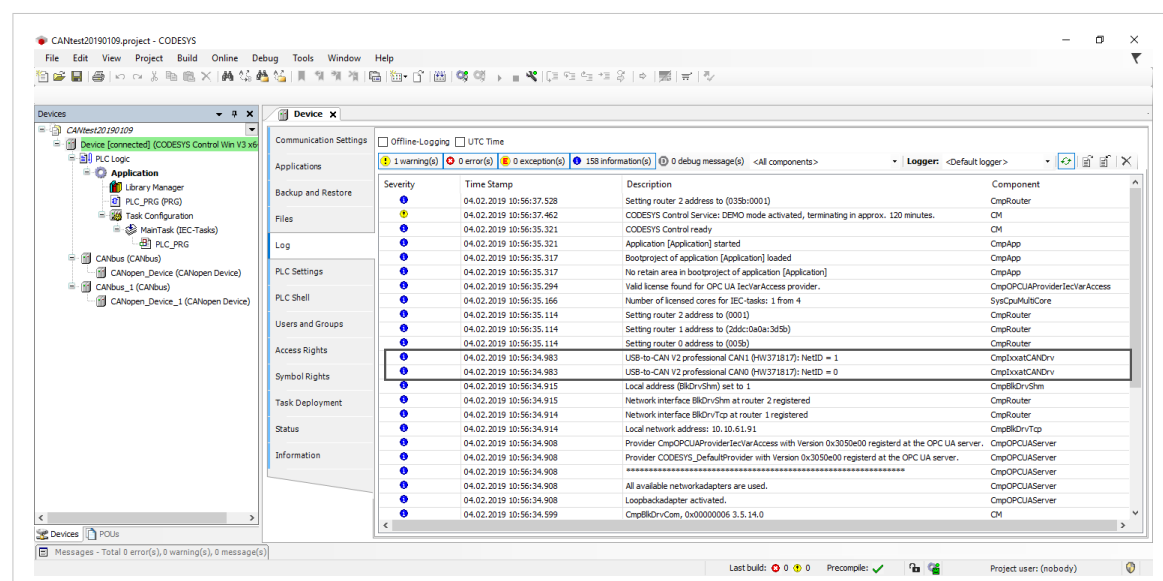 CANtest20190109.project - CODESYS
File Edit View Project Build Online Debug Tools Window Help
Devices
CANtest20190109
Device [connected] (CODESYS Control Win V3 x6
PLC Logic
Application
Library Manager
PLC_PRG (PRG)
Task Configuration
MainTask (IEC-Tasks)
PLC_PRG
CANbus (CANbus)
CANopen_Device (CANopen Device)
CANbus_1 (CANbus)
CANopen_Device_1 (CANopen Device)
Devices POUs
Device
Communication Settings
Applications
Backup and Restore
Files
Log
PLC Settings
PLC Shell
Users and Groups
Access Rights
Symbol Rights
Task Deployment
Status
Information
Offline-Logging UTC Time
1 warning(s) 0 error(s) 0 exception(s) 158 information(s) 0 debug message(s) <All components> Logger: <Default logger>
Severity Time Stamp Description Component
04.02.2019 10:56:37.528 Setting router 2 address to (035b:0001) CmpRouter
04.02.2019 10:56:37.462 CODESYS Control Service: DEMO mode activated, terminating in approx. 120 minutes. CM
04.02.2019 10:56:35.321 CODESYS Control ready CM
04.02.2019 10:56:35.321 Application [Application] started CmpApp
04.02.2019 10:56:35.317 Bootproject of application [Application] loaded CmpApp
04.02.2019 10:56:35.317 No retain area in bootproject of application [Application] CmpApp
04.02.2019 10:56:35.294 Valid license found for OPC UA IecVarAccess provider. CmpOPCUAProviderIecVarAccess
04.02.2019 10:56:35.166 Number of licensed cores for IEC-tasks: 1 from 4 SysCpuMultiCore
04.02.2019 10:56:35.114 Setting router 2 address to (0001) CmpRouter
04.02.2019 10:56:35.114 Setting router 1 address to (2ddc:0a0a:3d5b) CmpRouter
04.02.2019 10:56:35.114 Setting router 0 address to (005b) CmpRouter
04.02.2019 10:56:34.983 USB-to-CAN V2 professional CAN1 (HW371817): NetID = 1 CmpIxxatCANDrv
04.02.2019 10:56:34.983 USB-to-CAN V2 professional CAN0 (HW371817): NetID = 0 CmpIxxatCANDrv
04.02.2019 10:56:34.915 Local address (BlkDrvShm) set to 1 CmpBlkDrvShm
04.02.2019 10:56:34.915 Network interface BlkDrvShm at router 2 registered CmpRouter
04.02.2019 10:56:34.914 Network interface BlkDrvTcp at router 1 registered CmpRouter
04.02.2019 10:56:34.914 Local network address: 10.10.61.91 CmpBlkDrvTcp
04.02.2019 10:56:34.908 Provider CmpOPCUAProviderIecVarAccess with Version 0x3050e00 registerd at the OPC UA server. CmpOPCUAServer
04.02.2019 10:56:34.908 Provider CODESYS_DefaultProvider with Version 0x3050e00 registerd at the OPC UA server. CmpOPCUAServer
04.02.2019 10:56:34.908 **************************************************************** CmpOPCUAServer
04.02.2019 10:56:34.908 All available networkadapters are used. CmpOPCUAServer
04.02.2019 10:56:34.908 Loopbackadapter activated. CmpOPCUAServer
04.02.2019 10:56:34.599 CmpBlkDrvCom, 0x00000006 3.5.14.0 CM
Messages - Total 0 error(s), 0 warning(s), 0 message(s)
Last build: 0 0 Precompile: Project user: (nobody)